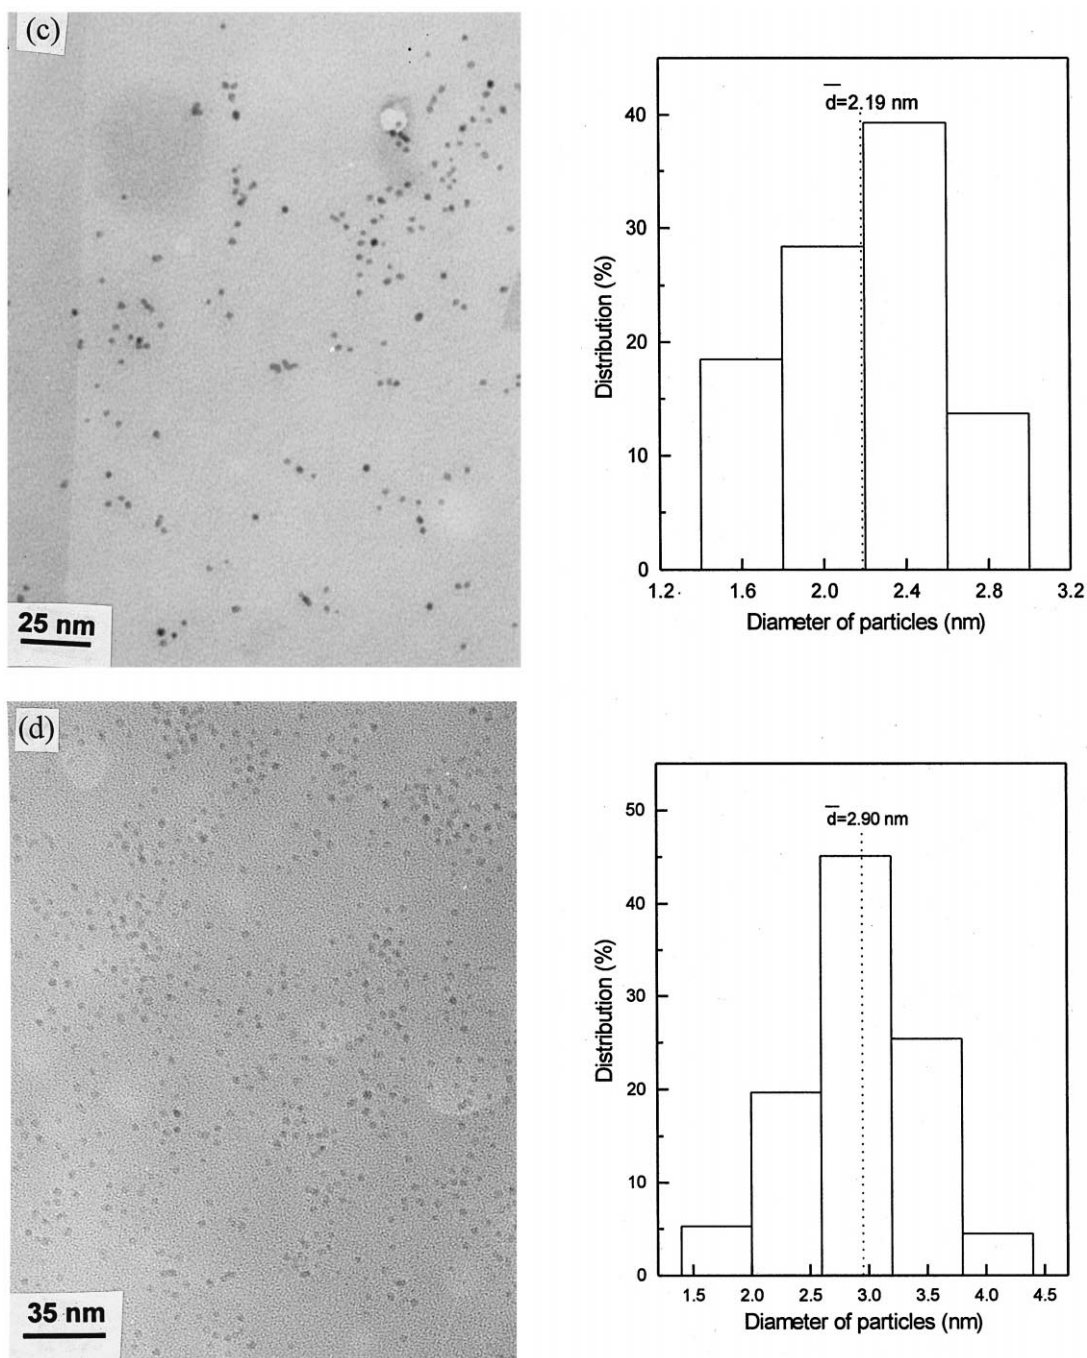 (c)
25 nm
d=2.19 nm
40
30
20
10
0
Distribution (%)
1.2
1.6
2.0
2.4
2.8
3.2
Diameter of particles (nm)
(d)
35 nm
d=2.90 nm
50
40
30
20
10
0
Distribution (%)
1.5
2.0
2.5
3.0
3.5
4.0
4.5
Diameter of particles (nm)